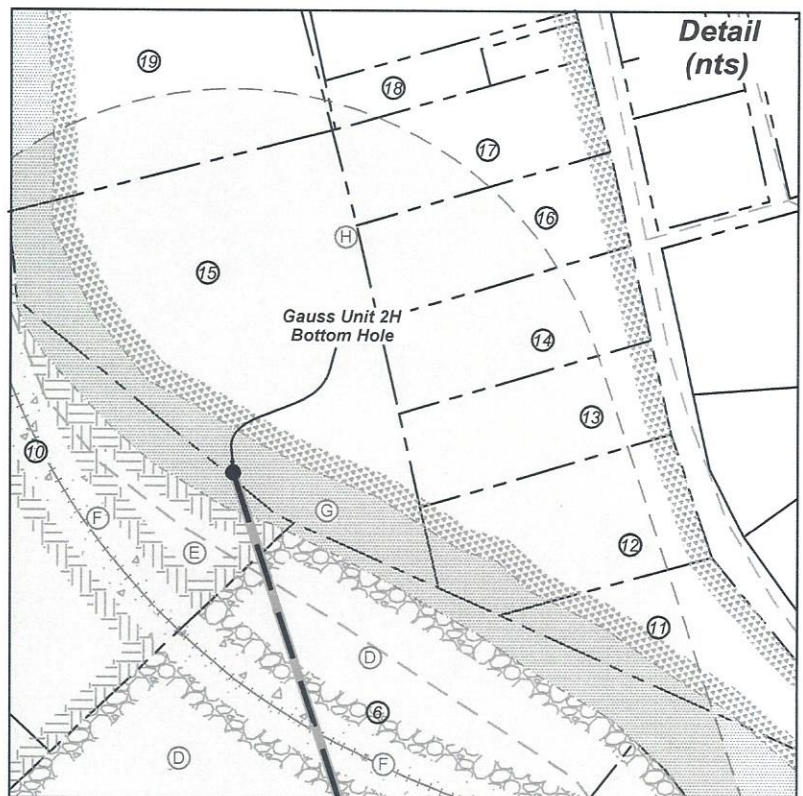 Detail
(nts)
19
18
17
16
H
15
Gauss Unit 2H
Bottom Hole
14
13
10
G
F
E
12
11
D
6
D
F